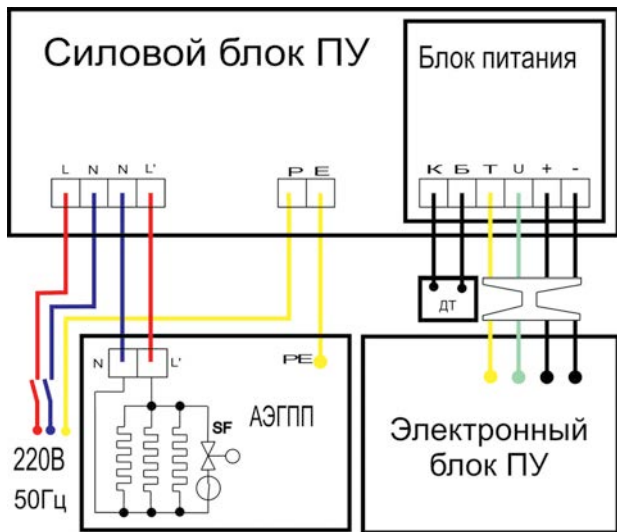 Силовой блок ПУ
Блок питания
L N N L'
P E
К Б Т U + -
ДТ
N L'
PE
АЭГПП
SF
220В
50Гц
Электронный
блок ПУ